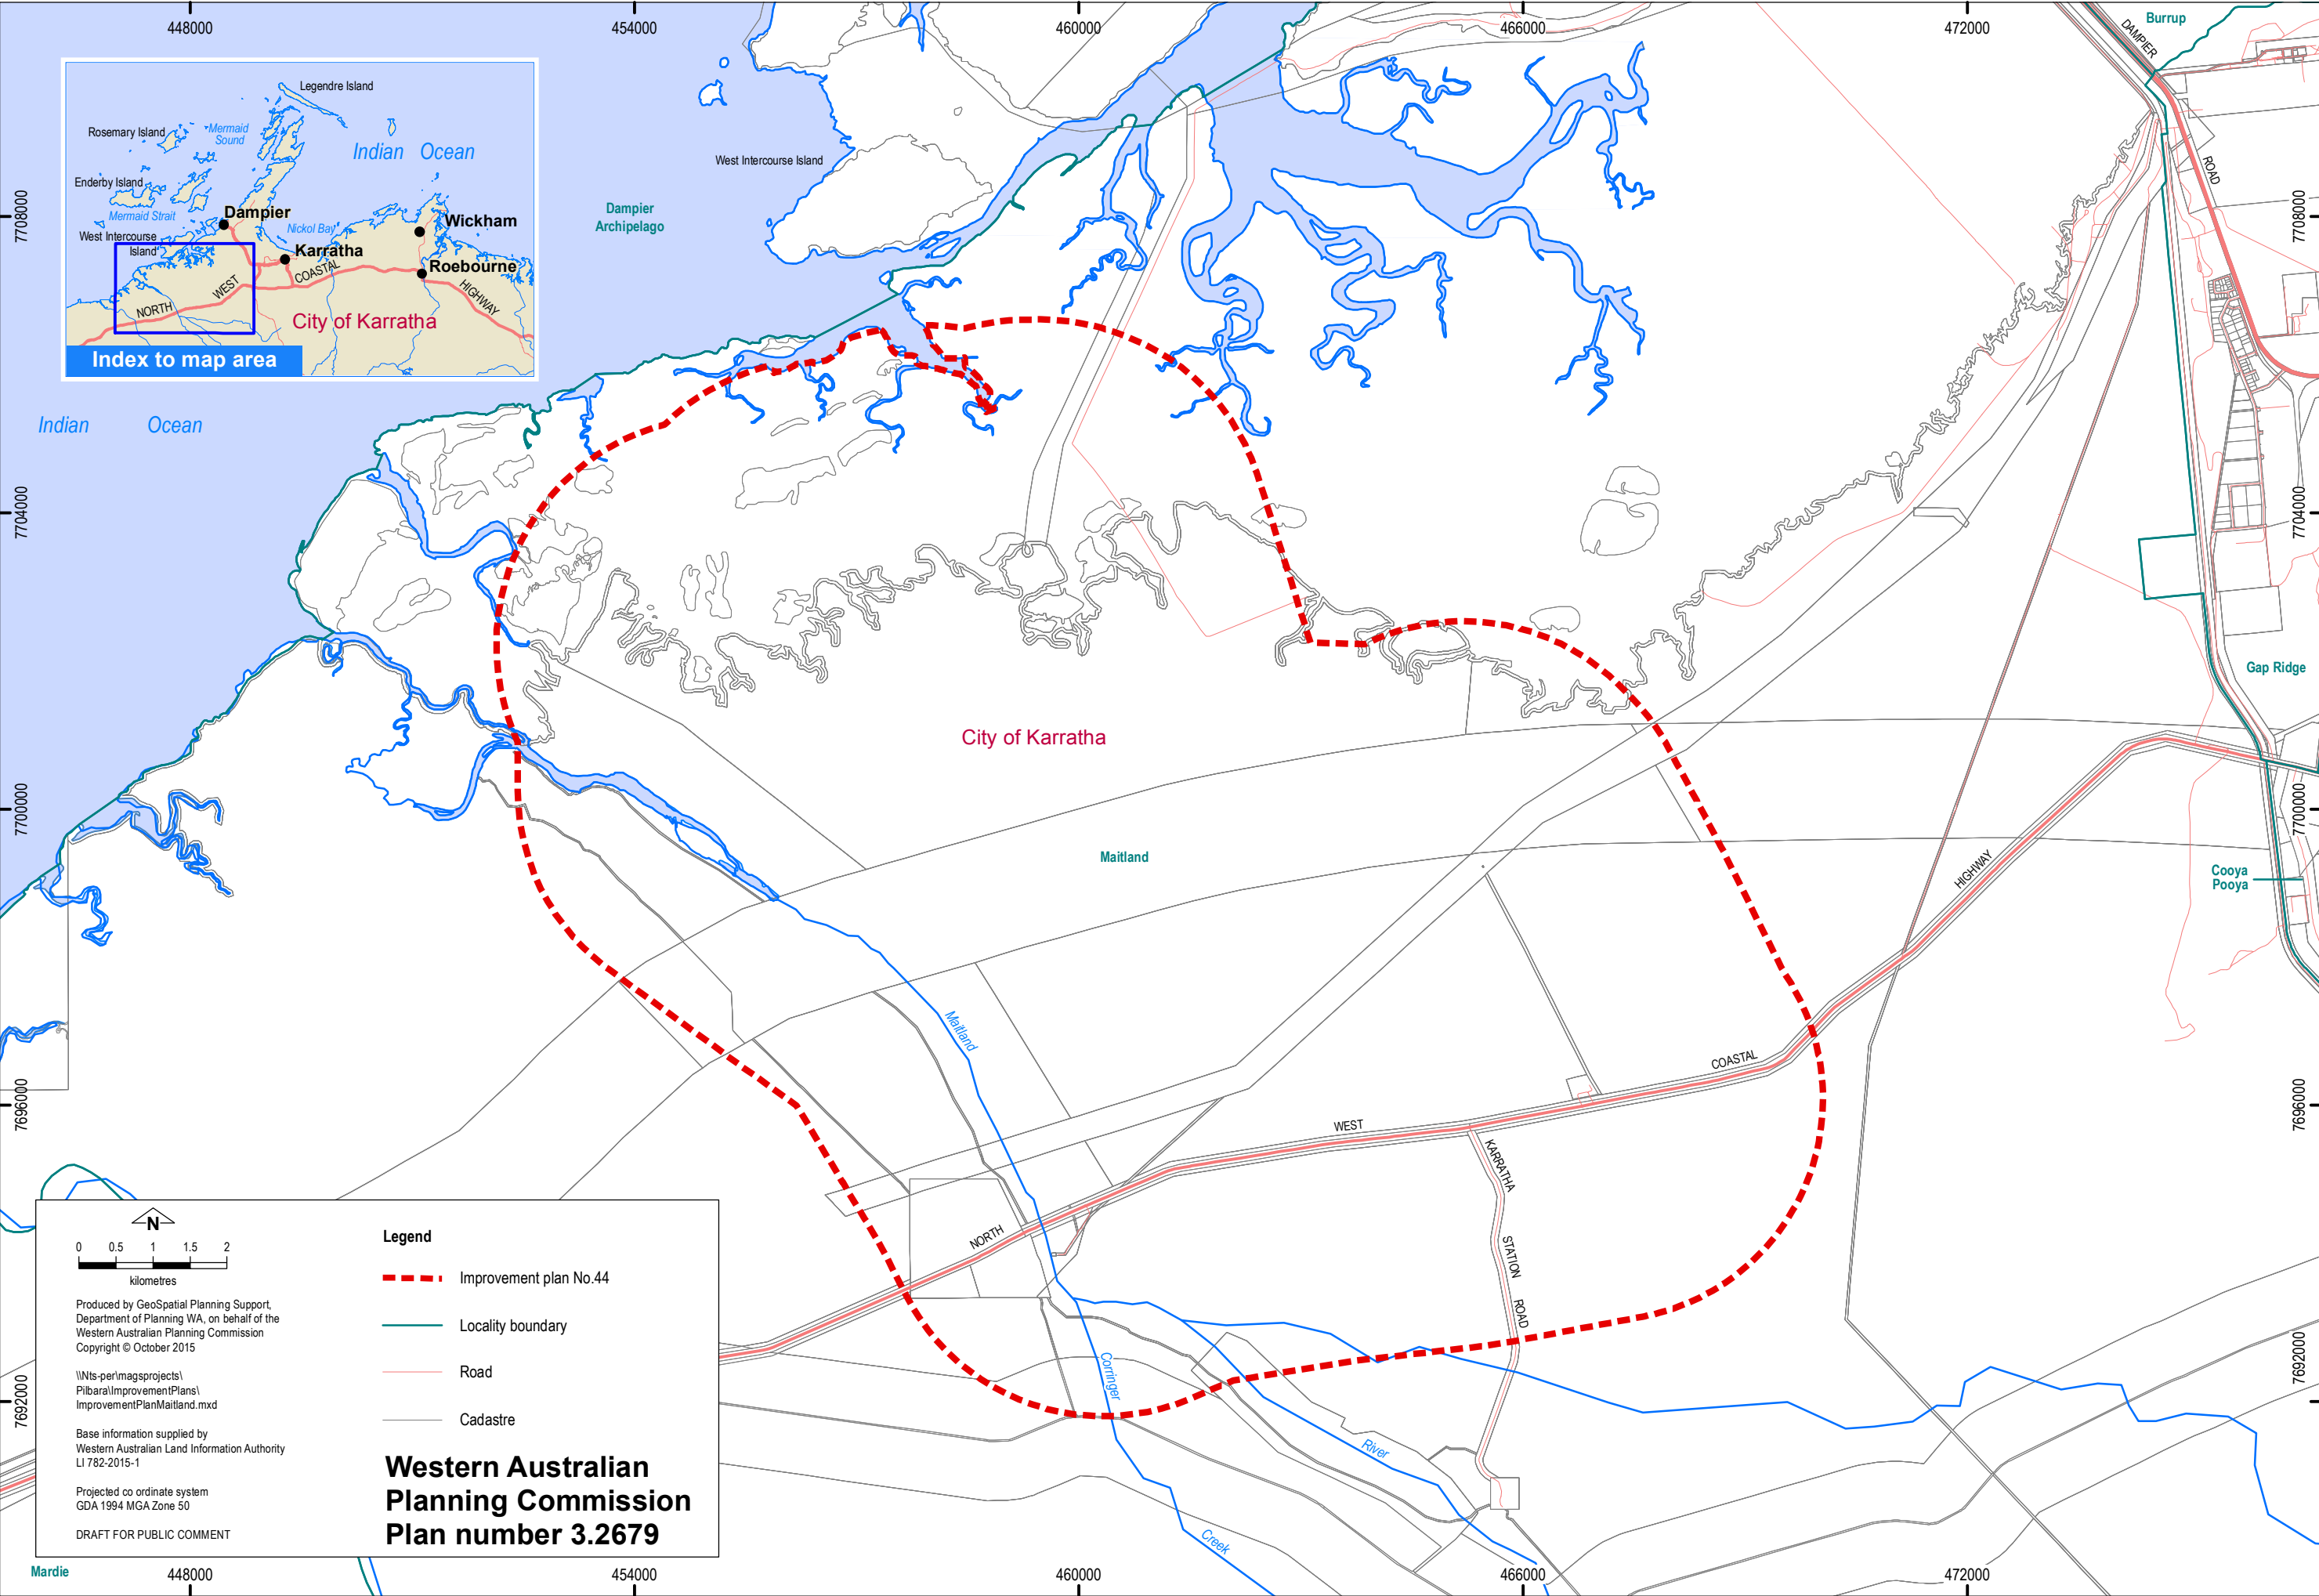 448000
454000
460000
466000
472000
Burrup
DAMPIER
ROAD
Legendre Island
Rosemary Island
Mermaid
Sound
Indian Ocean
Enderby Island
Mermaid Strait
Dampier
Nickol Bay
Wickham
West Intercourse
Island
Karratha
Roebourne
COASTAL
WEST
NORTH
HIGHWAY
City of Karratha
Index to map area
West Intercourse Island
Dampier
Archipelago
7708000
7708000
Indian Ocean
7704000
7704000
Gap Ridge
City of Karratha
7700000
7700000
Maitland
HIGHWAY
Cooya
Pooya
Maitland
COASTAL
7696000
7696000
WEST
KARRATHA
NORTH
STATION
ROAD
7692000
7692000
Corringer
River
Creek
N
0 0.5 1 1.5 2
kilometres
Produced by GeoSpatial Planning Support,
Department of Planning WA, on behalf of the
Western Australian Planning Commission
Copyright © October 2015
\\Nts-per\magsprojects\
Pilbara\ImprovementPlans\
ImprovementPlanMaitland.mxd
Base information supplied by
Western Australian Land Information Authority
LI 782-2015-1
Projected co ordinate system
GDA 1994 MGA Zone 50
DRAFT FOR PUBLIC COMMENT
Legend
Improvement plan No.44
Locality boundary
Road
Cadastre
Western Australian
Planning Commission
Plan number 3.2679
Mardie
448000
454000
460000
466000
472000